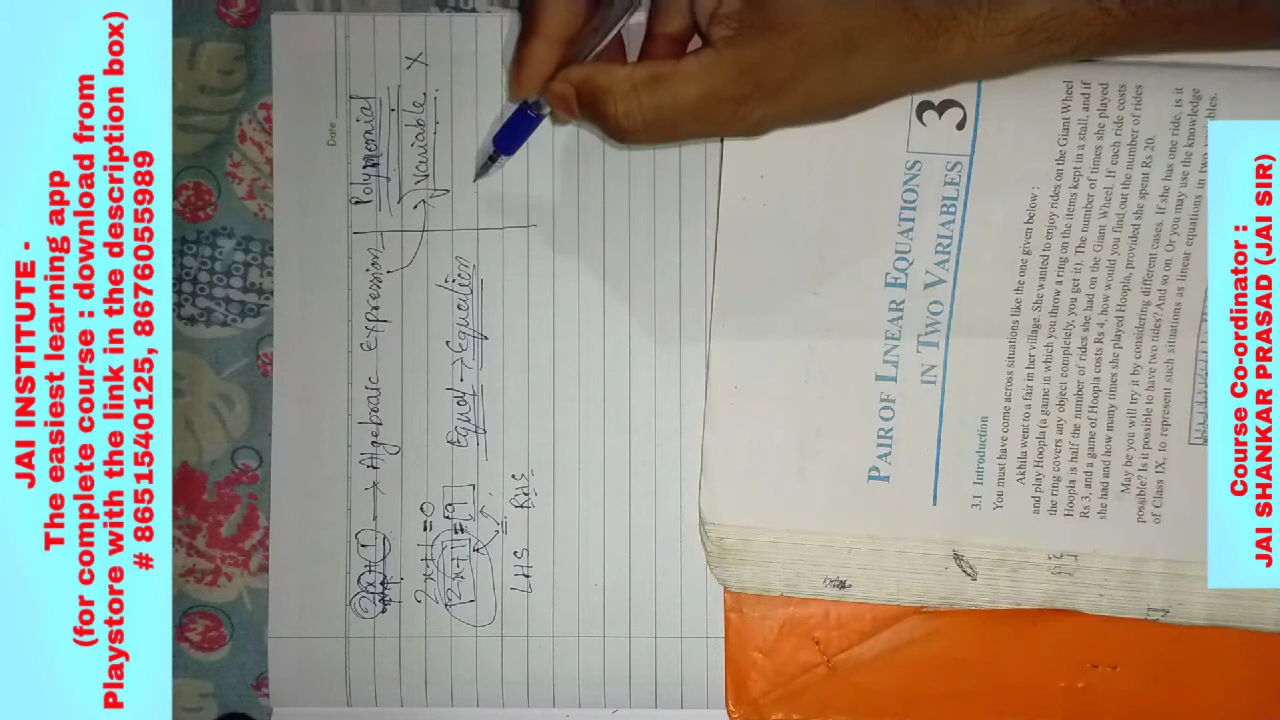 JAI INSTITUTE -
The easiest learning app
(for complete course : download from
Playstore with the link in the description box)
# 8651540125, 8676055989
Date
2x+1 → Algebraic Expression
Polynomial
→ variable X
2x+1=0
2x+1=9
Equal → Equation
LHS = RHS
PAIR OF LINEAR EQUATIONS
IN TWO VARIABLES
3
3.1 Introduction
You must have come across situations like the one given below :
Akhila went to a fair in her village. She wanted to enjoy rides on the Giant Wheel
and play Hoopla (a game in which you throw a ring on the items kept in a stall, and if
the ring covers any object completely, you get it). The number of times she played
Hoopla is half the number of rides she had on the Giant Wheel. If each ride costs
Rs 3, and a game of Hoopla costs Rs 4, how would you find out the number of rides
she had and how many times she played Hoopla, provided she spent Rs 20.
May be you will try it by considering different cases. If she has one ride, is it
possible? Is it possible to have two rides? And so on. Or you may use the knowledge
of Class IX, to represent such situations as linear equations in two variables.
Course Co-ordinator :
JAI SHANKAR PRASAD (JAI SIR)